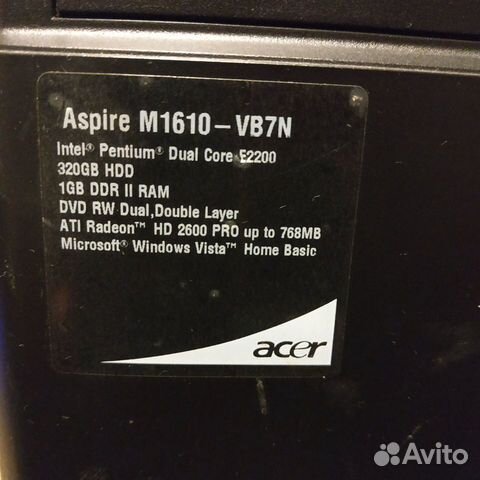 Aspire M1610-VB7N
Intel® Pentium® Dual Core E2200
320GB HDD
1GB DDR II RAM
DVD RW Dual,Double Layer
ATI Radeon™ HD 2600 PRO up to 768MB
Microsoft® Windows Vista™ Home Basic
acer
Avito